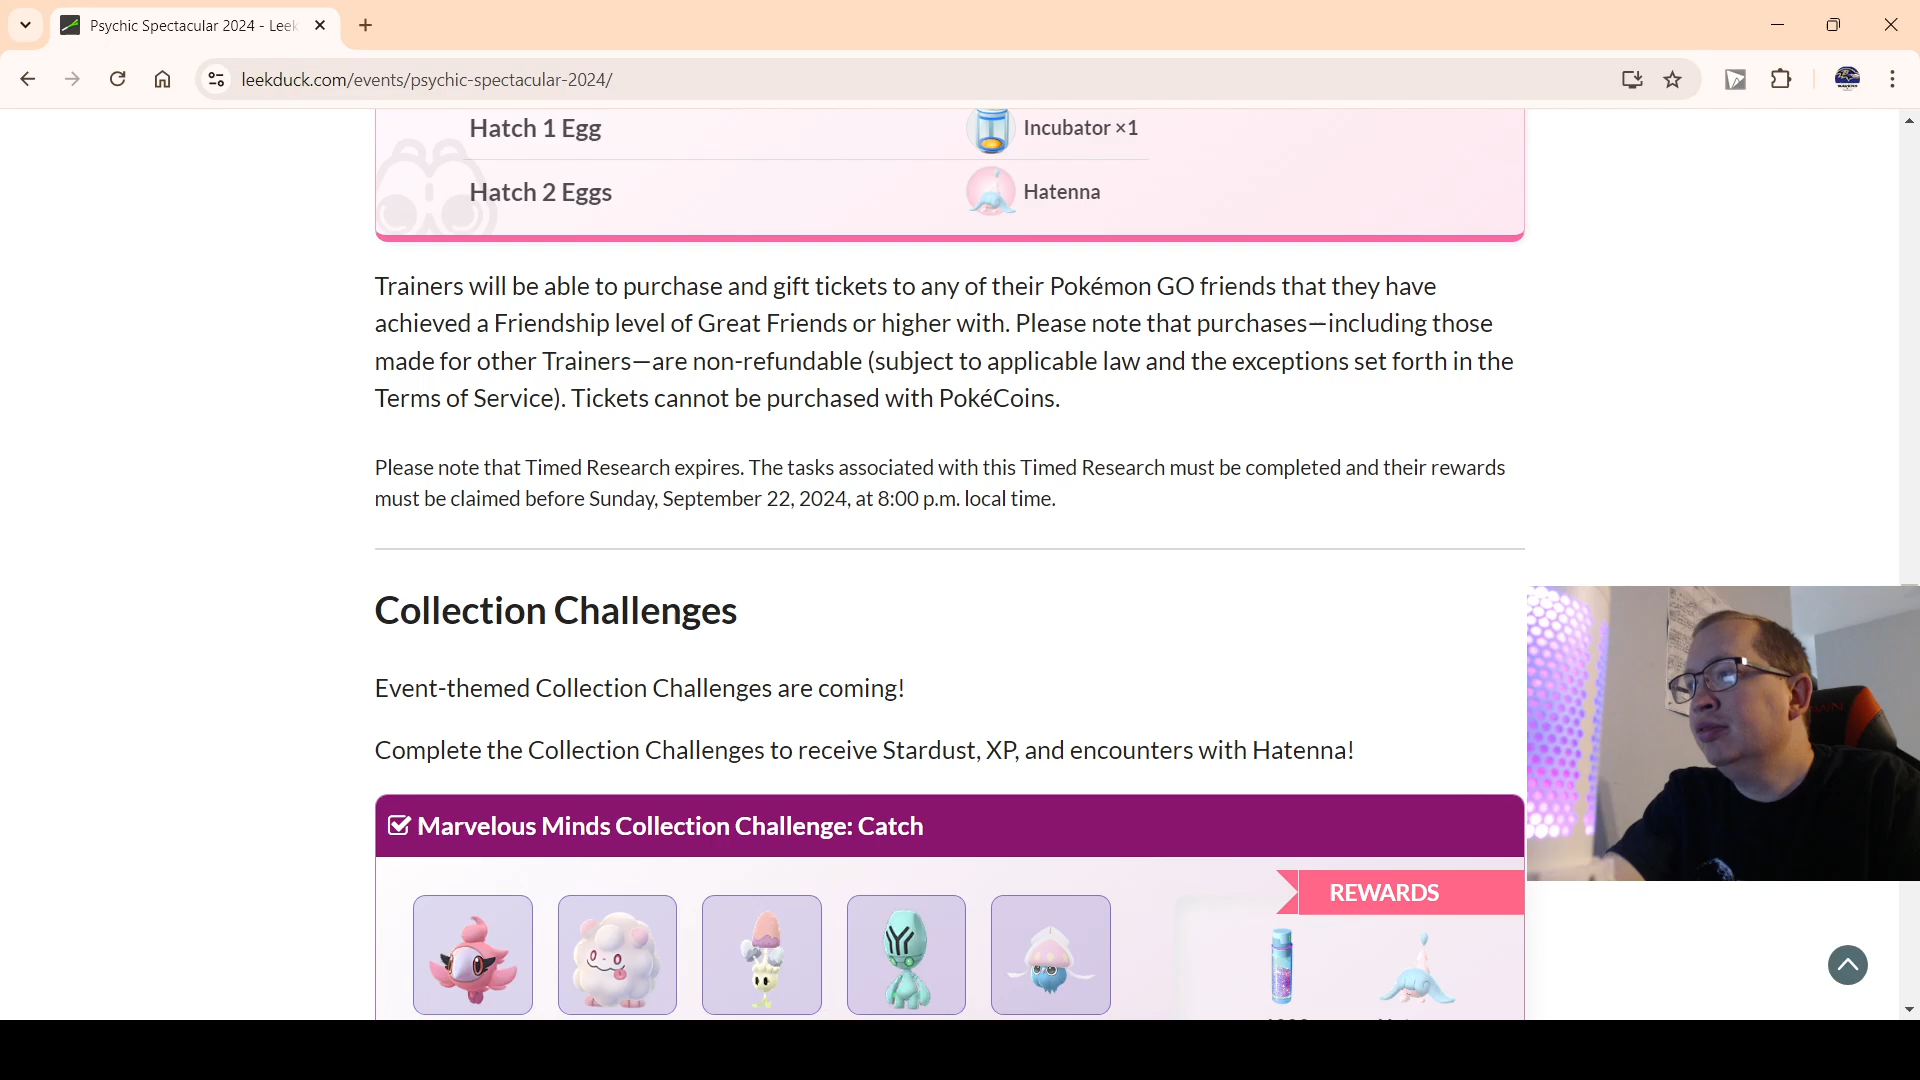 Psychic Spectacular 2024 - Leek
leekduck.com/events/psychic-spectacular-2024/
Hatch 1 Egg
Incubator ×1
Hatch 2 Eggs
Hatenna
Trainers will be able to purchase and gift tickets to any of their Pokémon GO friends that they have
achieved a Friendship level of Great Friends or higher with. Please note that purchases—including those
made for other Trainers—are non-refundable (subject to applicable law and the exceptions set forth in the
Terms of Service). Tickets cannot be purchased with PokéCoins.
Please note that Timed Research expires. The tasks associated with this Timed Research must be completed and their rewards
must be claimed before Sunday, September 22, 2024, at 8:00 p.m. local time.
Collection Challenges
Event-themed Collection Challenges are coming!
Complete the Collection Challenges to receive Stardust, XP, and encounters with Hatenna!
Marvelous Minds Collection Challenge: Catch
REWARDS